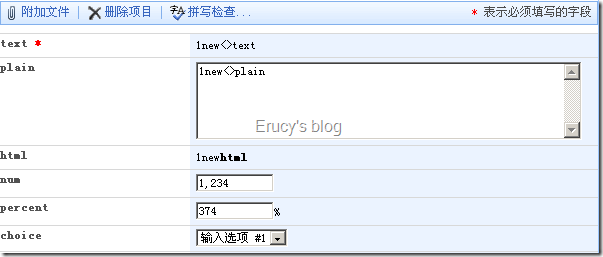 附加文件 | 删除项目 | 拼写检查... * 表示必须填写的字段
text * 1new<>text
plain 1new<>plain
Erucy's blog
html 1newhtml
num 1,234
percent 374 %
choice 输入选项 #1